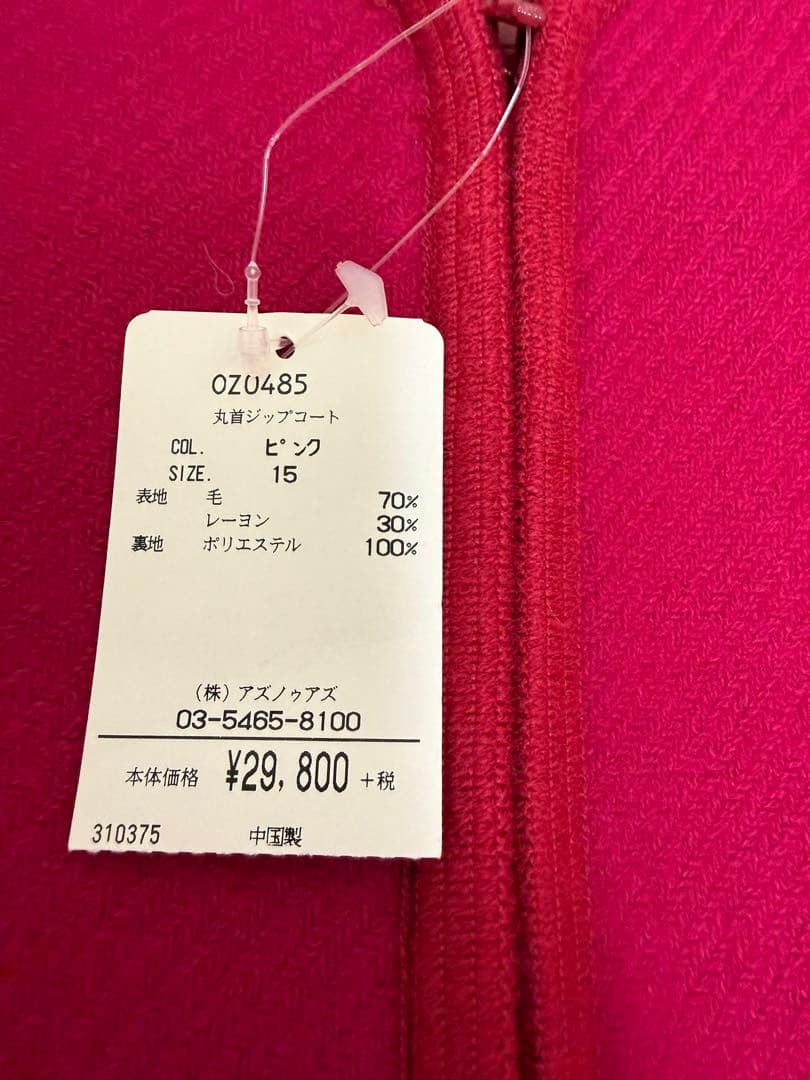 OZ0485
丸首ジップコート
COL. ピンク
SIZE. 15
表地 毛 70%
レーヨン 30%
裏地 ポリエステル 100%
(株)アズノゥアズ
03-5465-8100
本体価格 ¥29,800 +税
310375 中国製